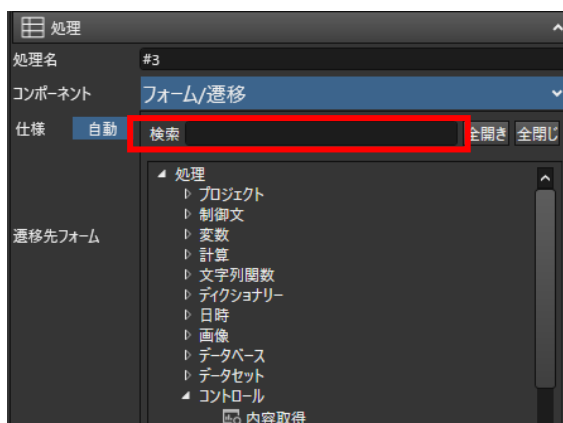 処理
処理名 #3
コンポーネント フォーム/遷移
仕様 自動 検索 全開き 全閉じ
処理
プロジェクト
制御文
変数
遷移先フォーム
計算
文字列関数
ディクショナリー
日時
画像
データベース
データセット
コントロール
内容取得